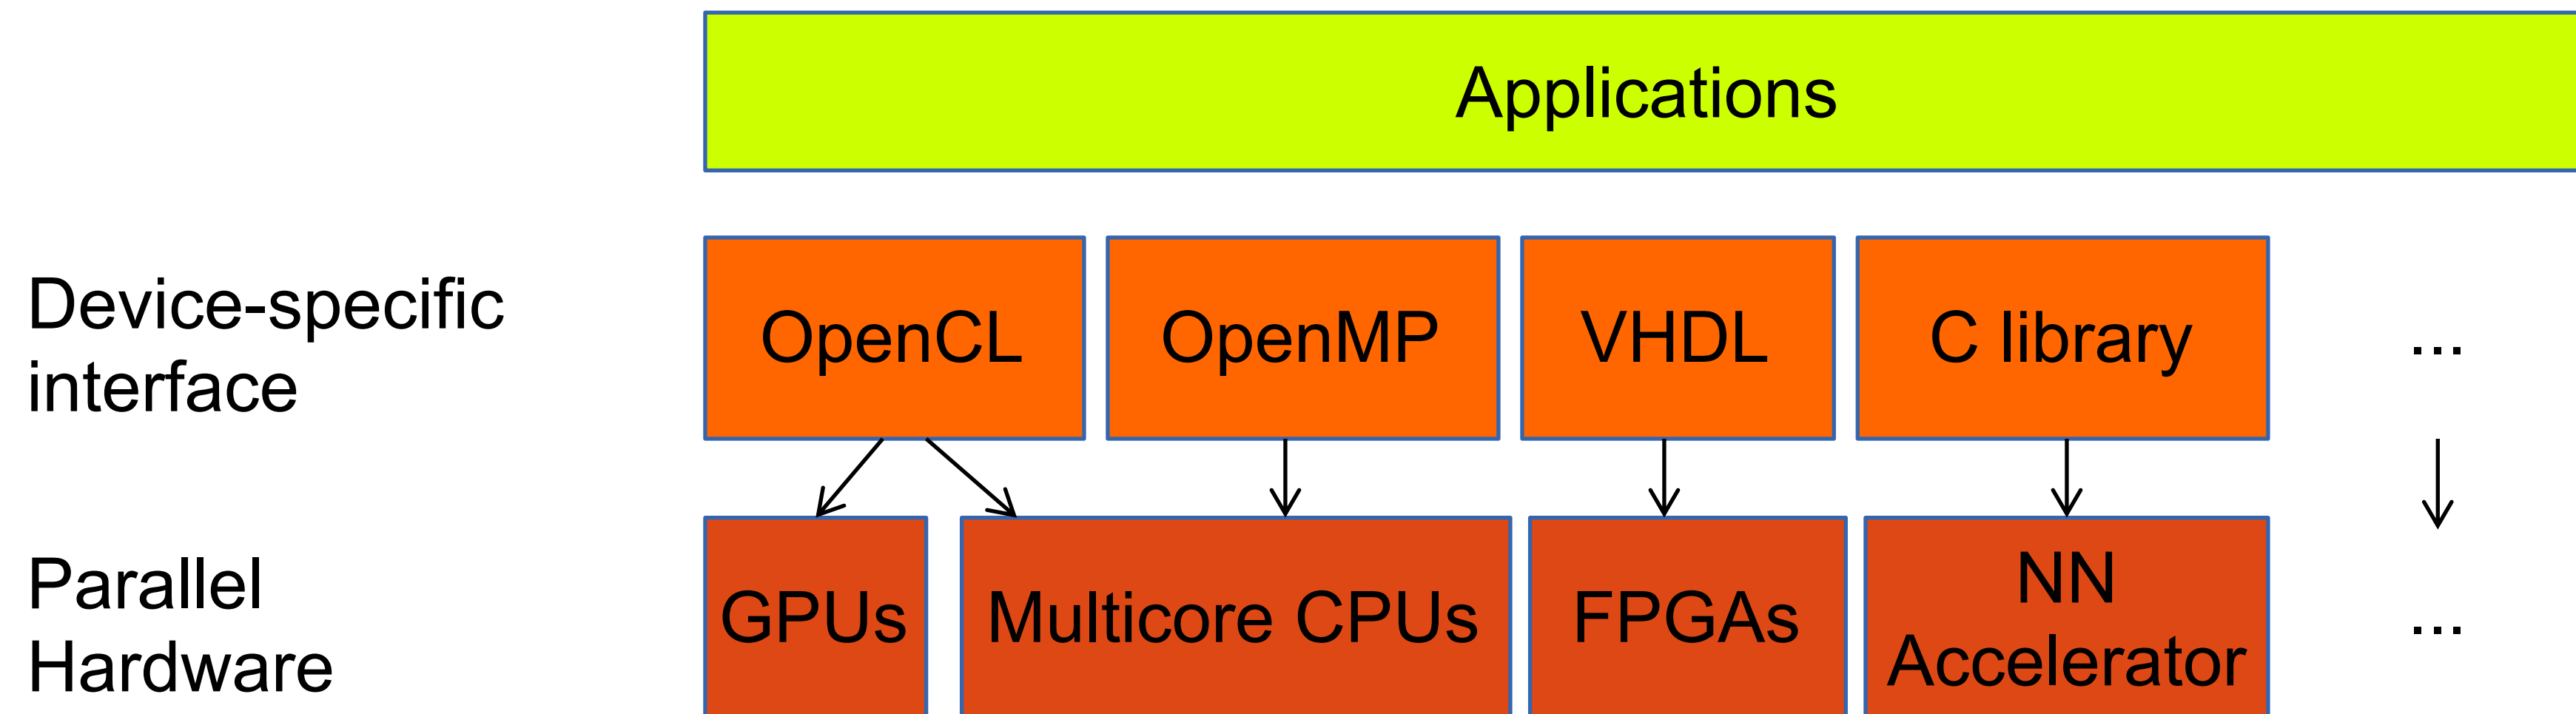 Applications
Device-specific
interface
OpenCL
OpenMP
VHDL
C library
...
Parallel
Hardware
GPUs
Multicore CPUs
FPGAs
NN
Accelerator
...